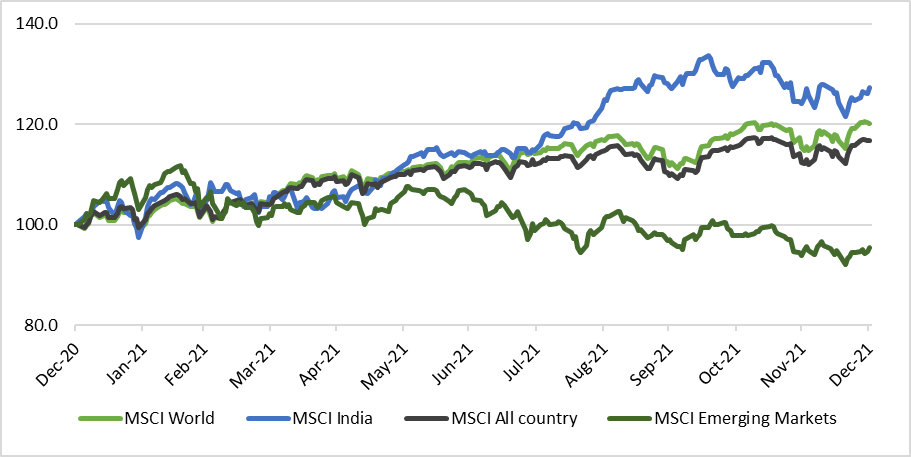 140.0
120.0
100.0
80.0
Dec-20 Jan-21 Feb-21 Mar-21 Apr-21 May-21 Jun-21 Jul-21 Aug-21 Sep-21 Oct-21 Nov-21 Dec-21
MSCI World MSCI India MSCI All country MSCI Emerging Markets